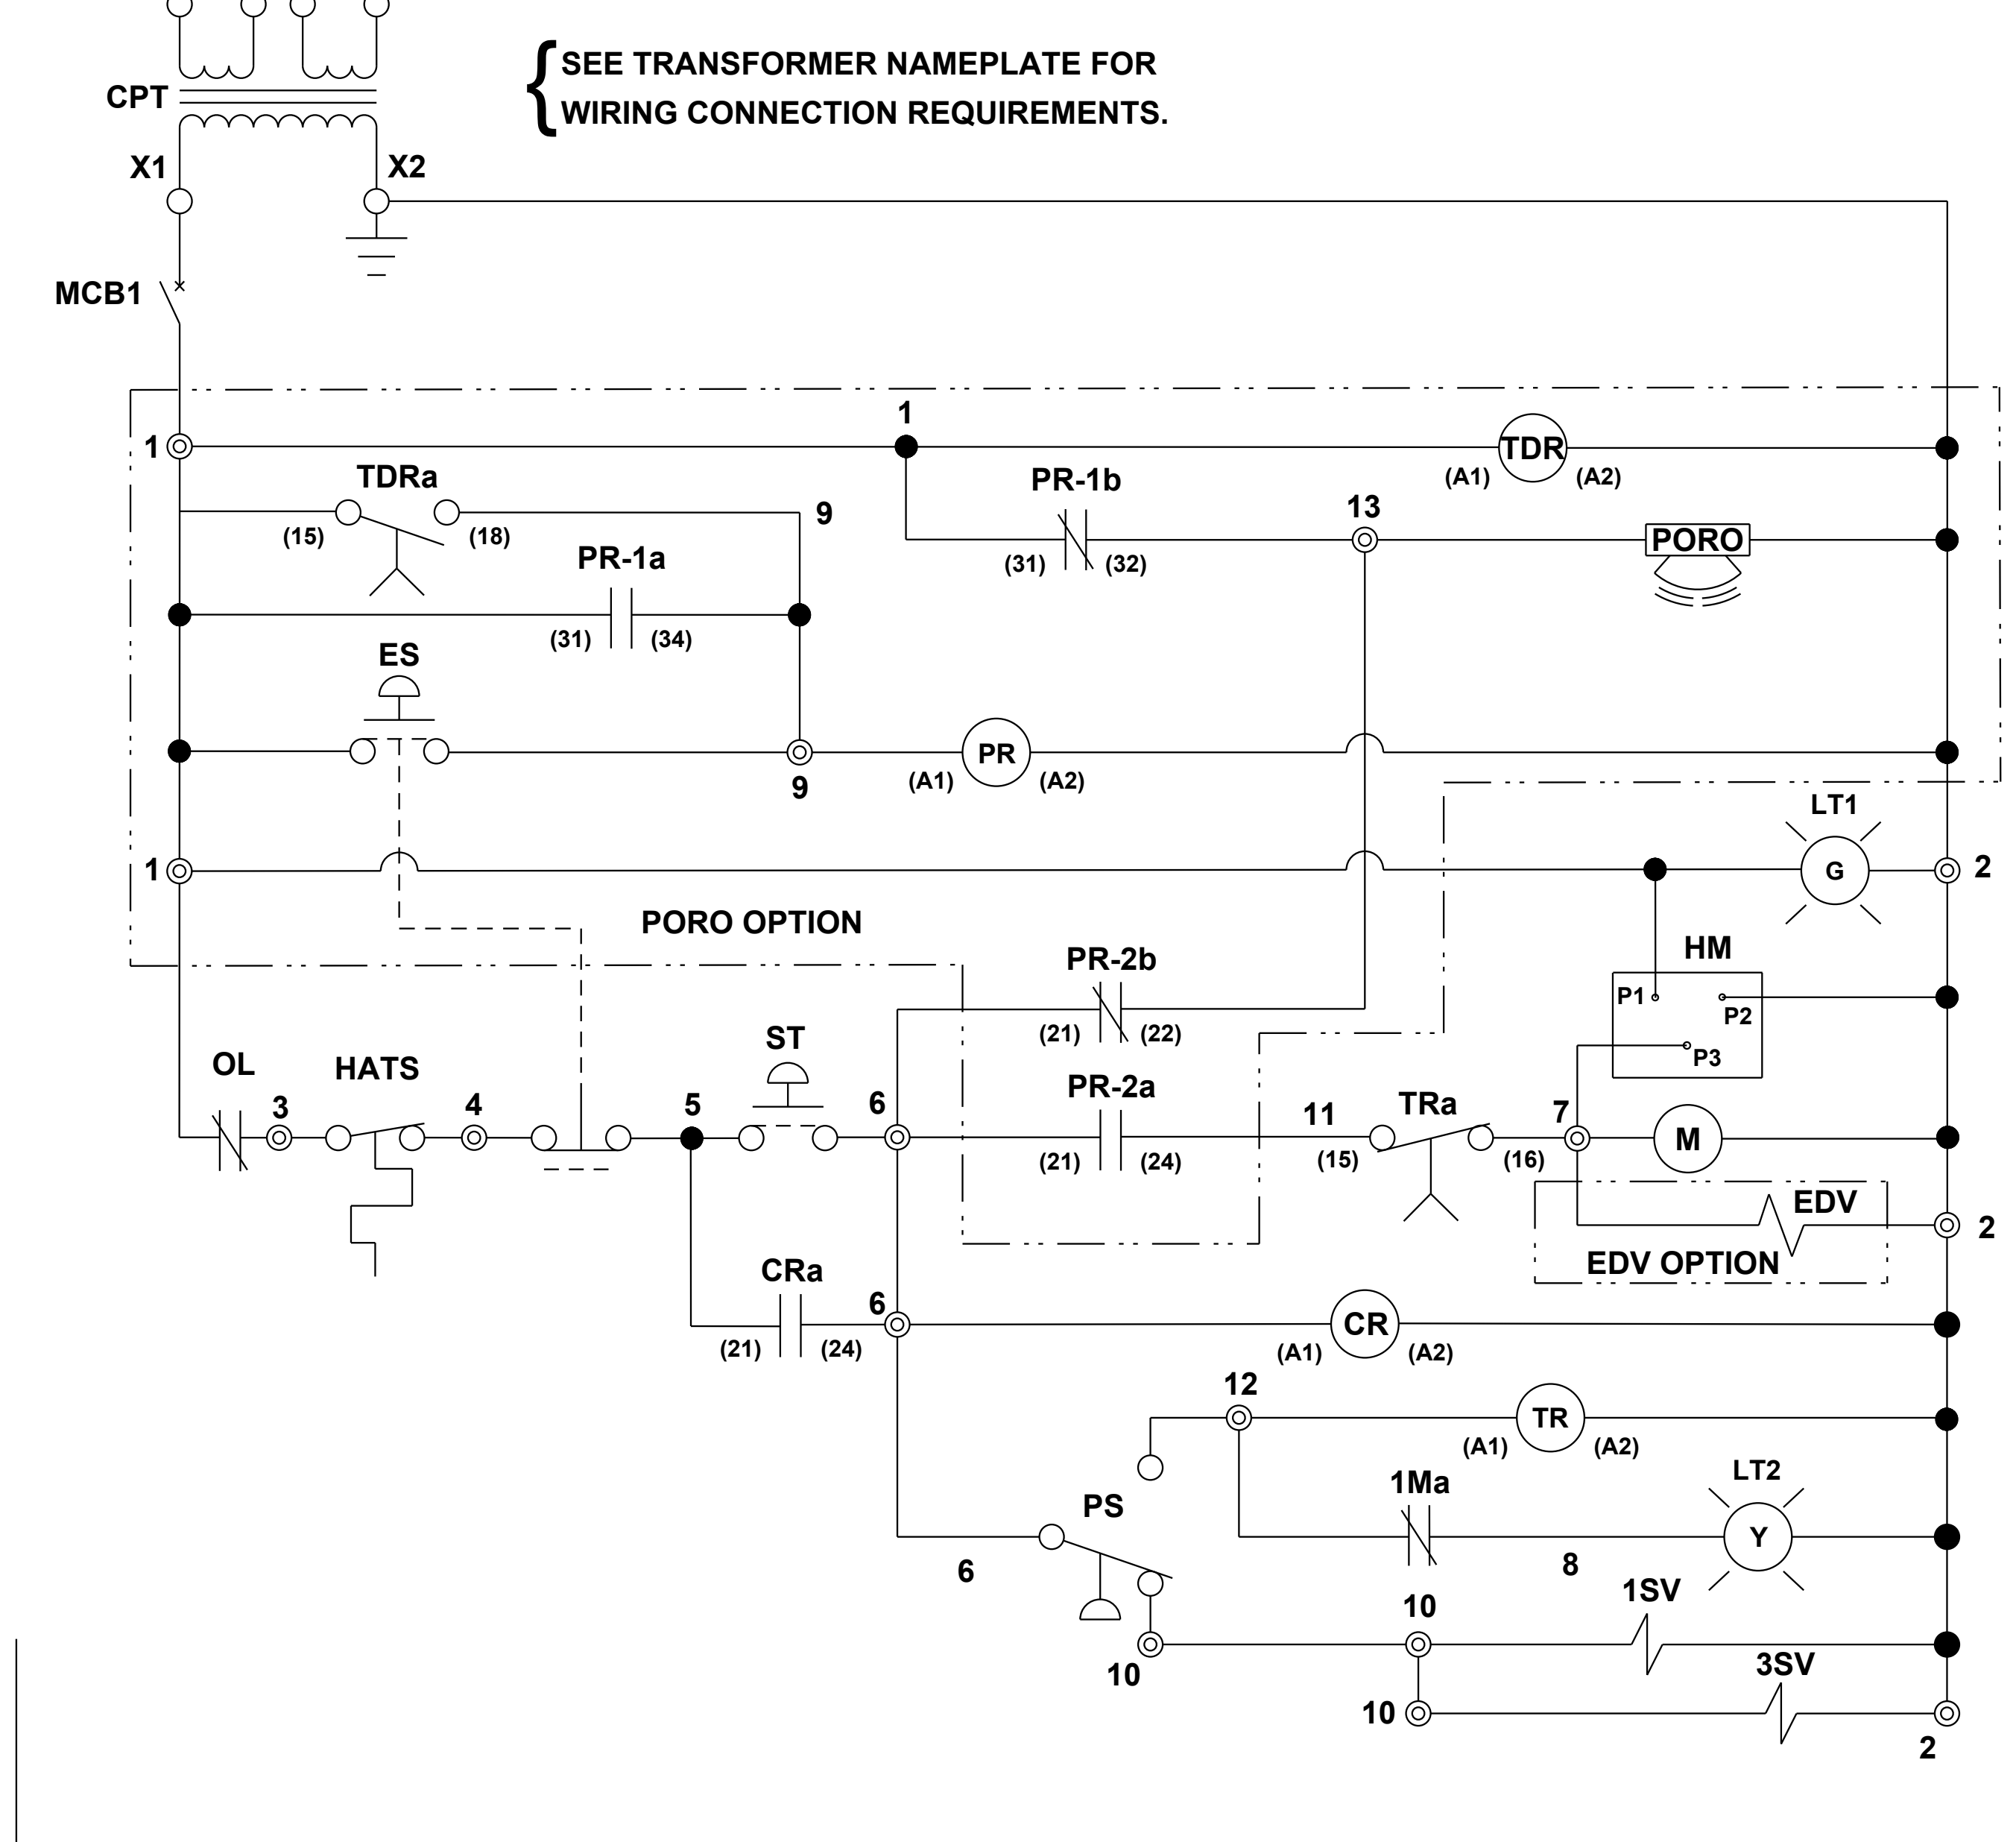 SEE TRANSFORMER NAMEPLATE FOR
WIRING CONNECTION REQUIREMENTS.
CPT
X1
X2
MCB1
1
1
TDR
(A1)
(A2)
TDRa
(15)
(18)
9
PR-1b
(31)
(32)
13
PORO
PR-1a
(31)
(34)
ES
9
PR
(A1)
(A2)
1
LT1
G
2
PORO OPTION
HM
P1
P2
P3
PR-2b
(21)
(22)
OL
3
HATS
4
5
ST
6
PR-2a
(21)
(24)
11
TRa
(15)
(16)
7
M
EDV
EDV OPTION
2
CRa
(21)
(24)
6
CR
(A1)
(A2)
12
TR
(A1)
(A2)
PS
6
1Ma
8
LT2
Y
10
10
1SV
10
3SV
2